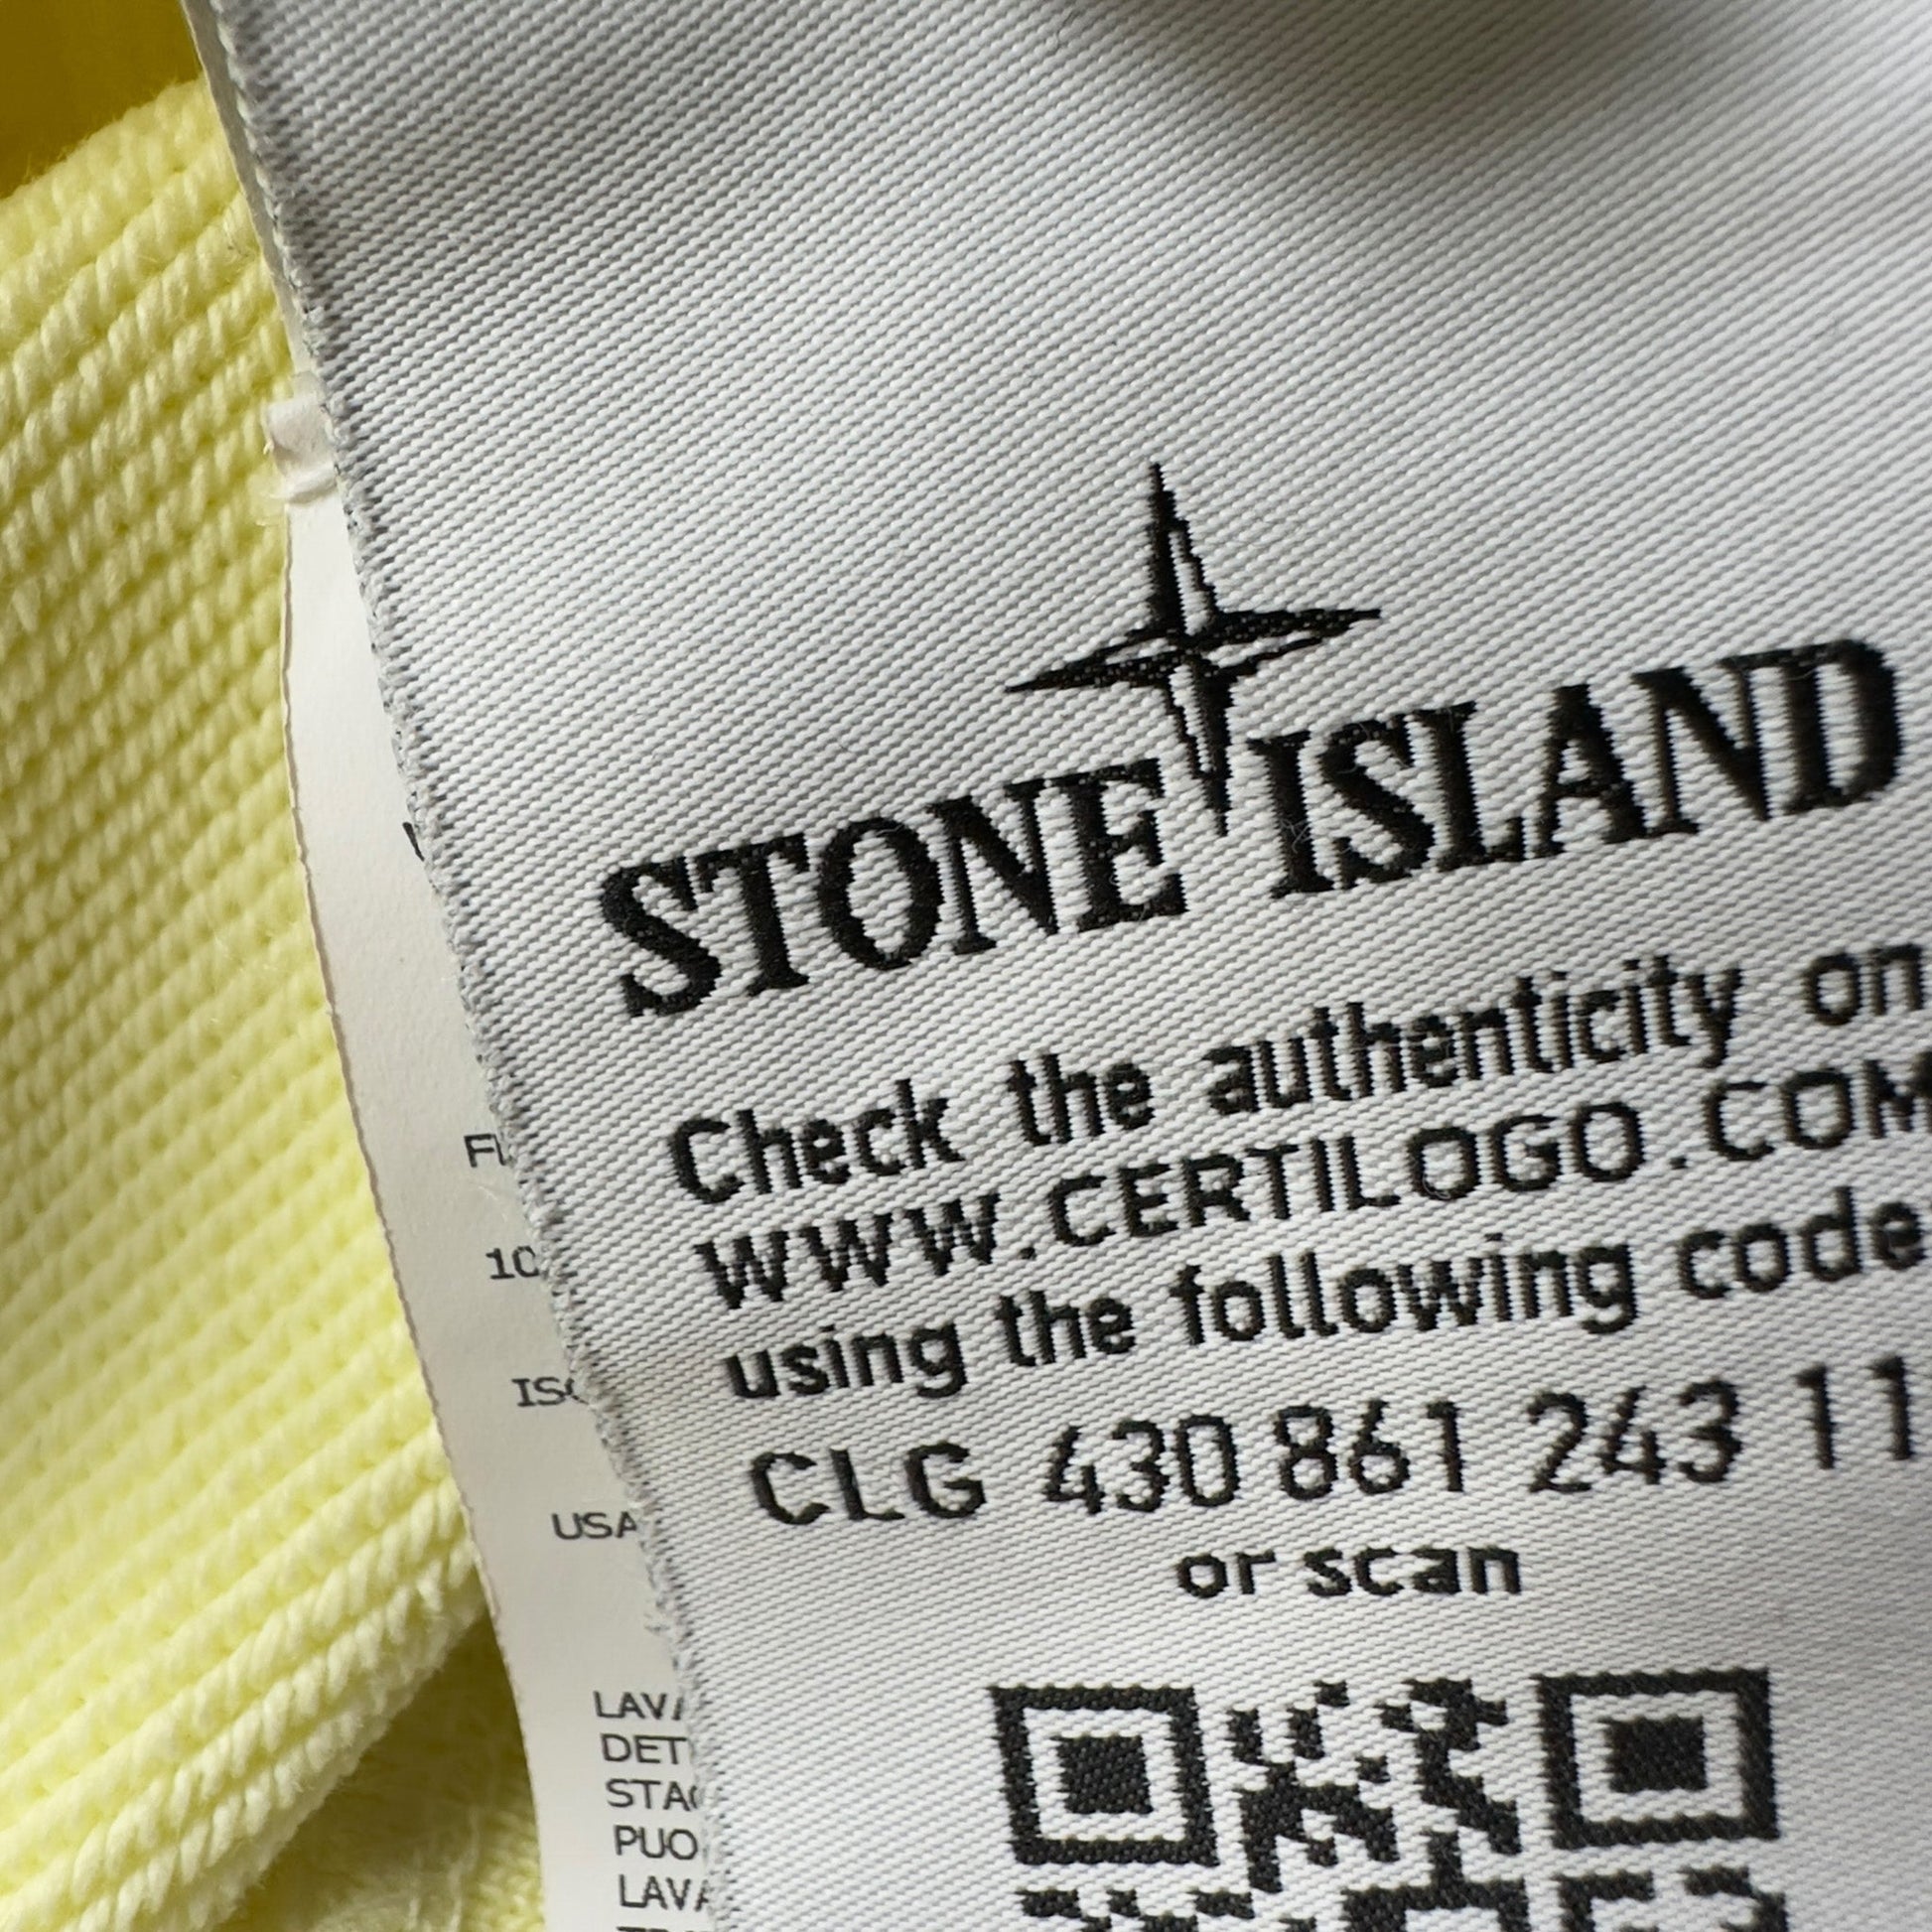 STONE ISLAND
Check the authenticity on
WWW.CERTILOGO.COM
using the following code
CLG 430 861 243 11
or scan
10
USA